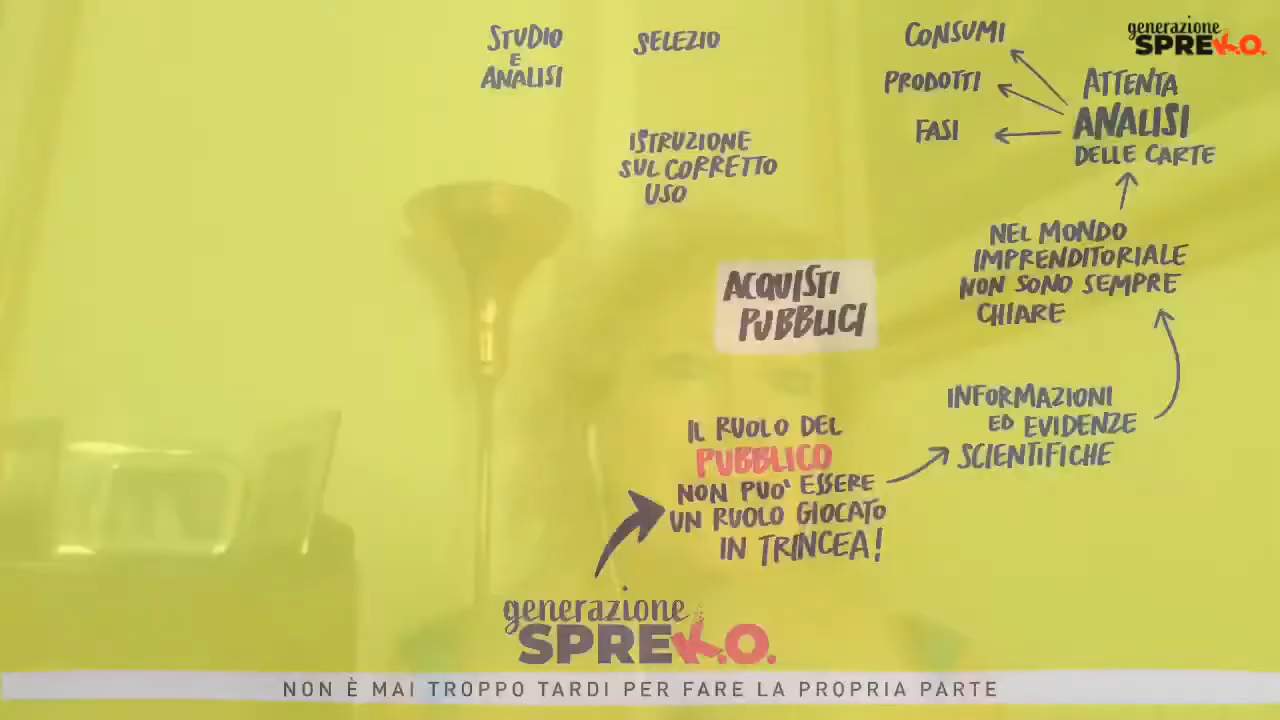 STUDIO
E
ANALISI
SELEZIO
ISTRUZIONE
SUL CORRETTO
USO
CONSUMI
PRODOTTI
FASI
generazione
SPREK.O.
ATTENTA
ANALISI
DELLE CARTE
NEL MONDO
IMPRENDITORIALE
NON SONO SEMPRE
CHIARE
ACQUISTI
PUBBLICI
INFORMAZIONI
ED EVIDENZE
SCIENTIFICHE
IL RUOLO DEL
PUBBLICO
NON PUO' ESSERE
UN RUOLO GIOCATO
IN TRINCEA!
generazione
SPREK.O.
NON È MAI TROPPO TARDI PER FARE LA PROPRIA PARTE